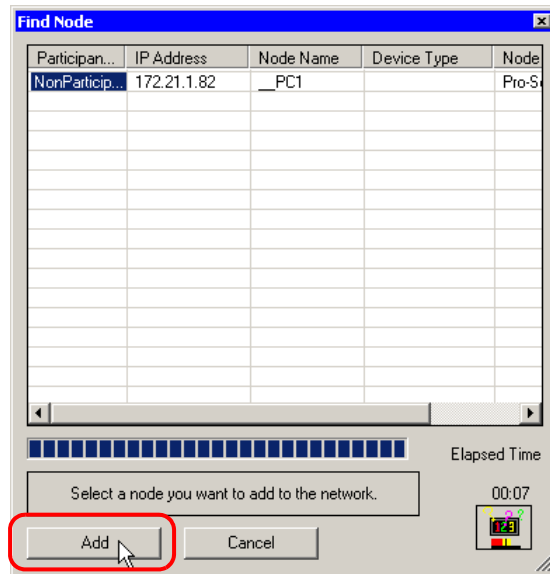 Find Node
Participan... IP Address Node Name Device Type Node
NonParticip... 172.21.1.82 __PC1 Pro-S
Elapsed Time
Select a node you want to add to the network.
00:07
Add Cancel